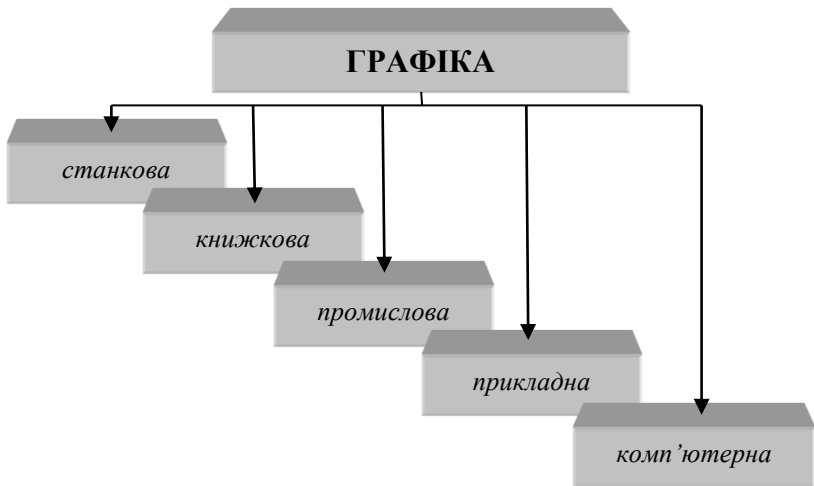 ГРАФІКА
станкова
книжкова
промислова
прикладна
комп’ютерна